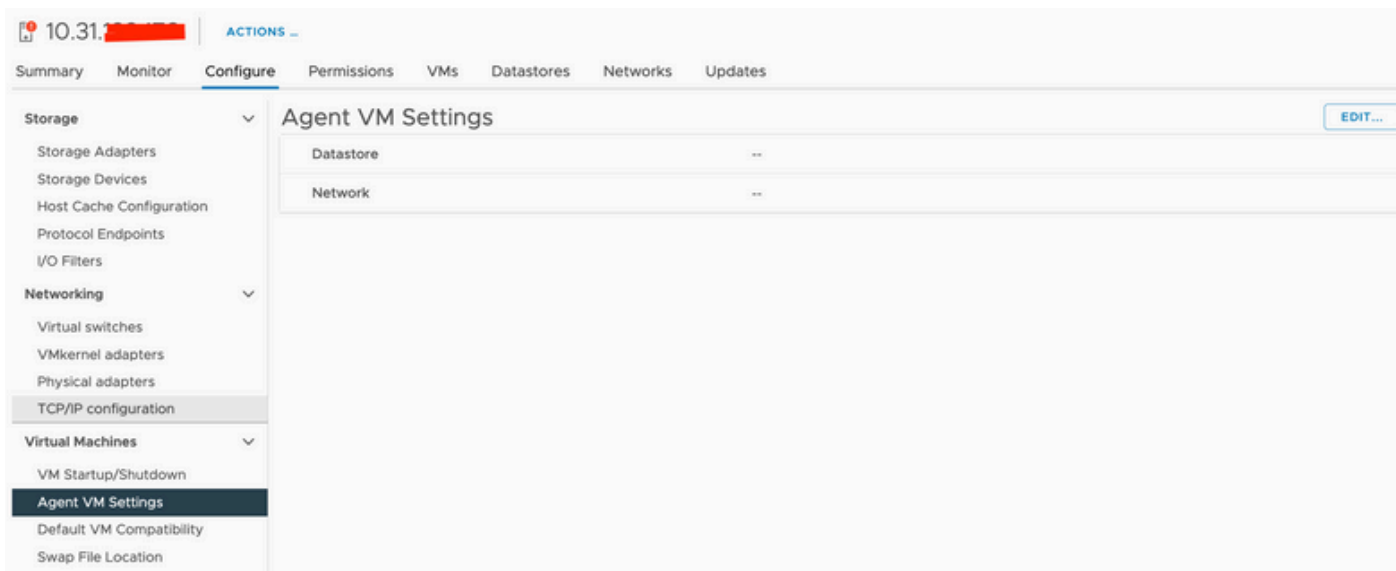 10.31.
ACTIONS
Summary Monitor Configure Permissions VMs Datastores Networks Updates
Storage
Storage Adapters
Storage Devices
Host Cache Configuration
Protocol Endpoints
I/O Filters
Networking
Virtual switches
VMkernel adapters
Physical adapters
TCP/IP configuration
Virtual Machines
VM Startup/Shutdown
Agent VM Settings
Default VM Compatibility
Swap File Location
Agent VM Settings
EDIT...
Datastore --
Network --